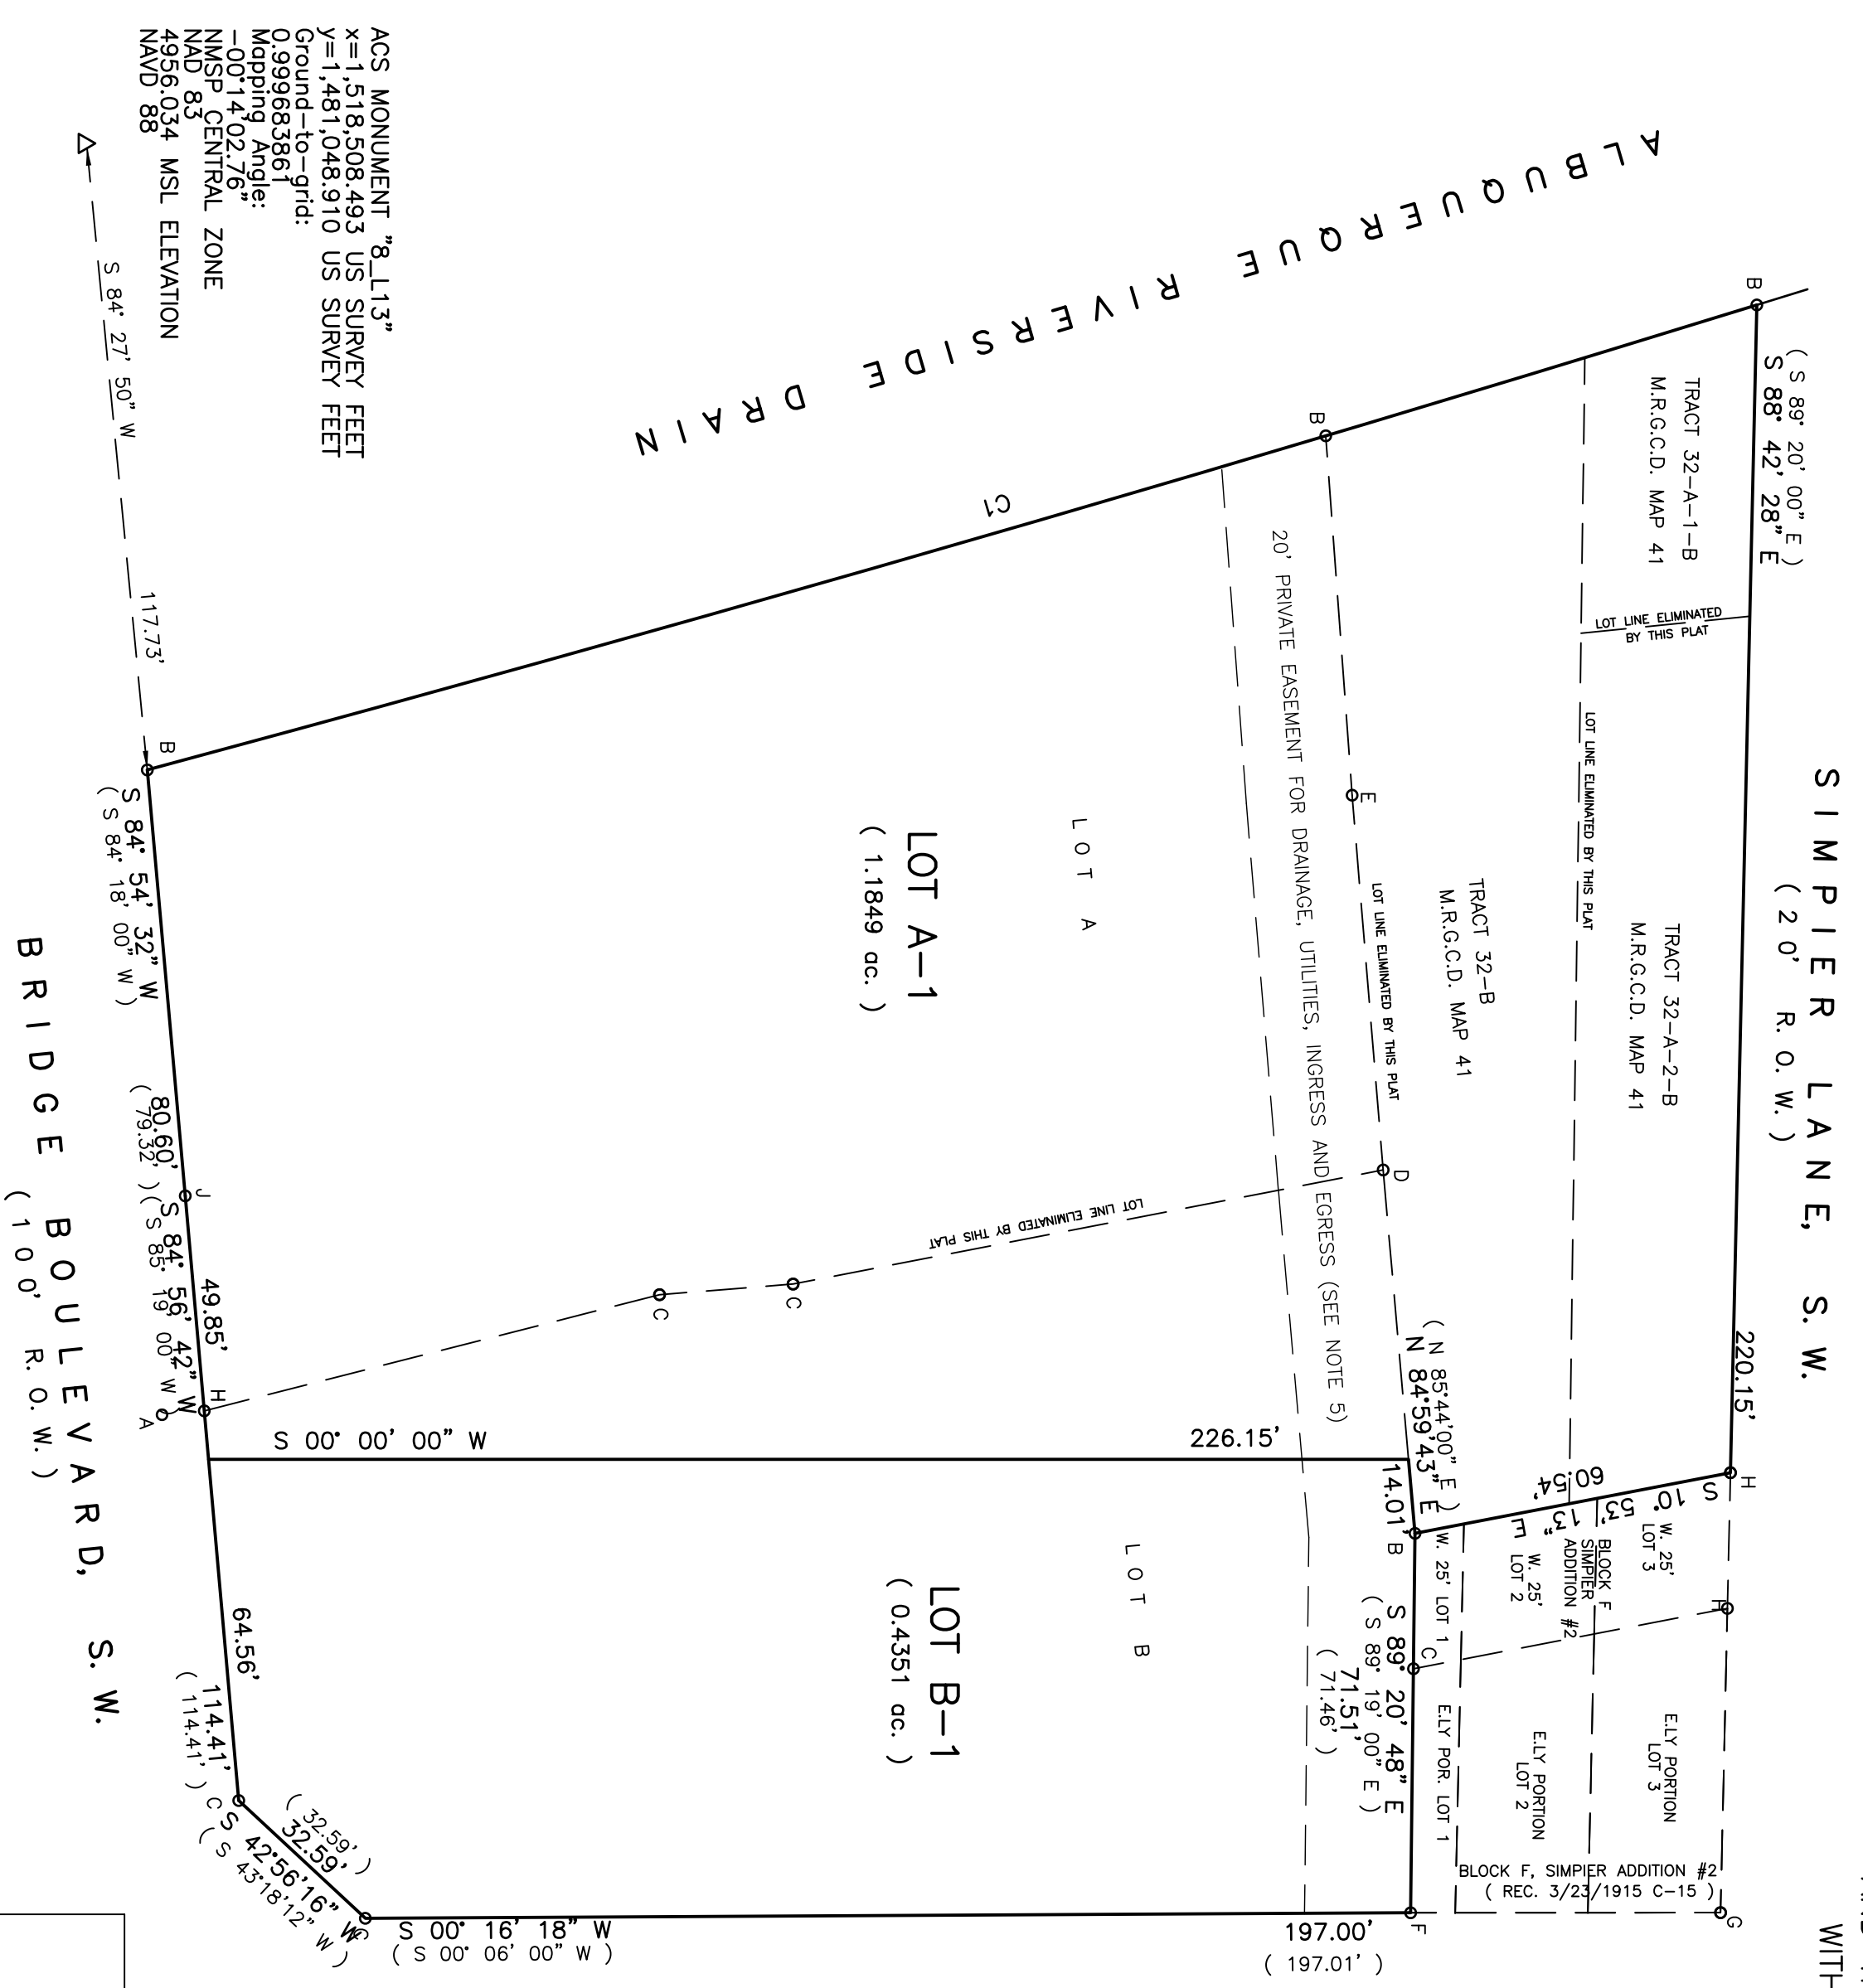 SIMPIER LANE, S.W.
( 20' R.O.W. )
( S 89° 20' 00" E )
S 88° 42' 28" E
220.15'
B
H
TRACT 32-A-1-B
M.R.G.C.D. MAP 41
LOT LINE ELIMINATED
BY THIS PLAT
TRACT 32-A-2-B
M.R.G.C.D. MAP 41
LOT LINE ELIMINATED BY THIS PLAT
ALBUQUERQUE RIVERSIDE DRAIN
B
C1
TRACT 32-B
M.R.G.C.D. MAP 41
E
LOT LINE ELIMINATED BY THIS PLAT
D
20' PRIVATE EASEMENT FOR DRAINAGE, UTILITIES, INGRESS AND EGRESS (SEE NOTE 5)
( N 85°44'00" E )
N 84°59'43" E
14.01'
B
S 10° 53' 13" E
60.54'
W. 25'
LOT 3
BLOCK F
SIMPIER
ADDITION #2
W. 25'
LOT 2
W. 25' LOT 1
F
C
E.LY PORTION
LOT 3
E.LY PORTION
LOT 2
E.LY POR. LOT 1
BLOCK F, SIMPIER ADDITION #2
( REC. 3/23/1915 C-15 )
G
F
WITH
S 89° 20' 48" E
( S 89° 19' 00" E )
71.51'
( 71.46' )
LOT A
LOT A-1
( 1.1849 ac. )
LOT LINE ELIMINATED BY THIS PLAT
C
C
LOT B
LOT B-1
( 0.4351 ac. )
S 00° 00' 00" W
226.15'
S 00° 16' 18" W
( S 00° 06' 00" W )
197.00'
( 197.01' )
ACS MONUMENT "8_L13"
x=1,518,508.493 US SURVEY FEET
y=1,481,048.910 US SURVEY FEET
Ground-to-grid:
0.99968386
Mapping Angle:
-00°14'02.76"
NMSP CENTRAL ZONE
NAD 83
4956.034 MSL ELEVATION
NAVD 88
S 84° 27' 50" W
117.73'
B
S 84° 54' 32" W
( S 84° 18' 00" W )
80.60'
( 79.32' )
J
S 84° 56' 42" W
( S 85° 19' 00" W )
49.85'
H
A
64.56'
114.41'
( 114.41' )
C
( 32.59' )
32.59'
S 42°56'16" W
( S 43°18'12" W )
C
BRIDGE BOULEVARD, S.W.
( 100' R.O.W. )